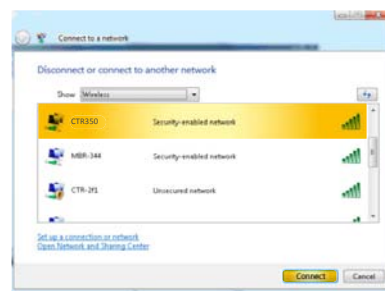 Connect to a network
Disconnect or connect to another network
Show Wireless
CTR350 Security-enabled network
MBR-344 Security-enabled network
CTR-2f1 Unsecured network
Set up a connection or network
Open Network and Sharing Center
Connect Cancel